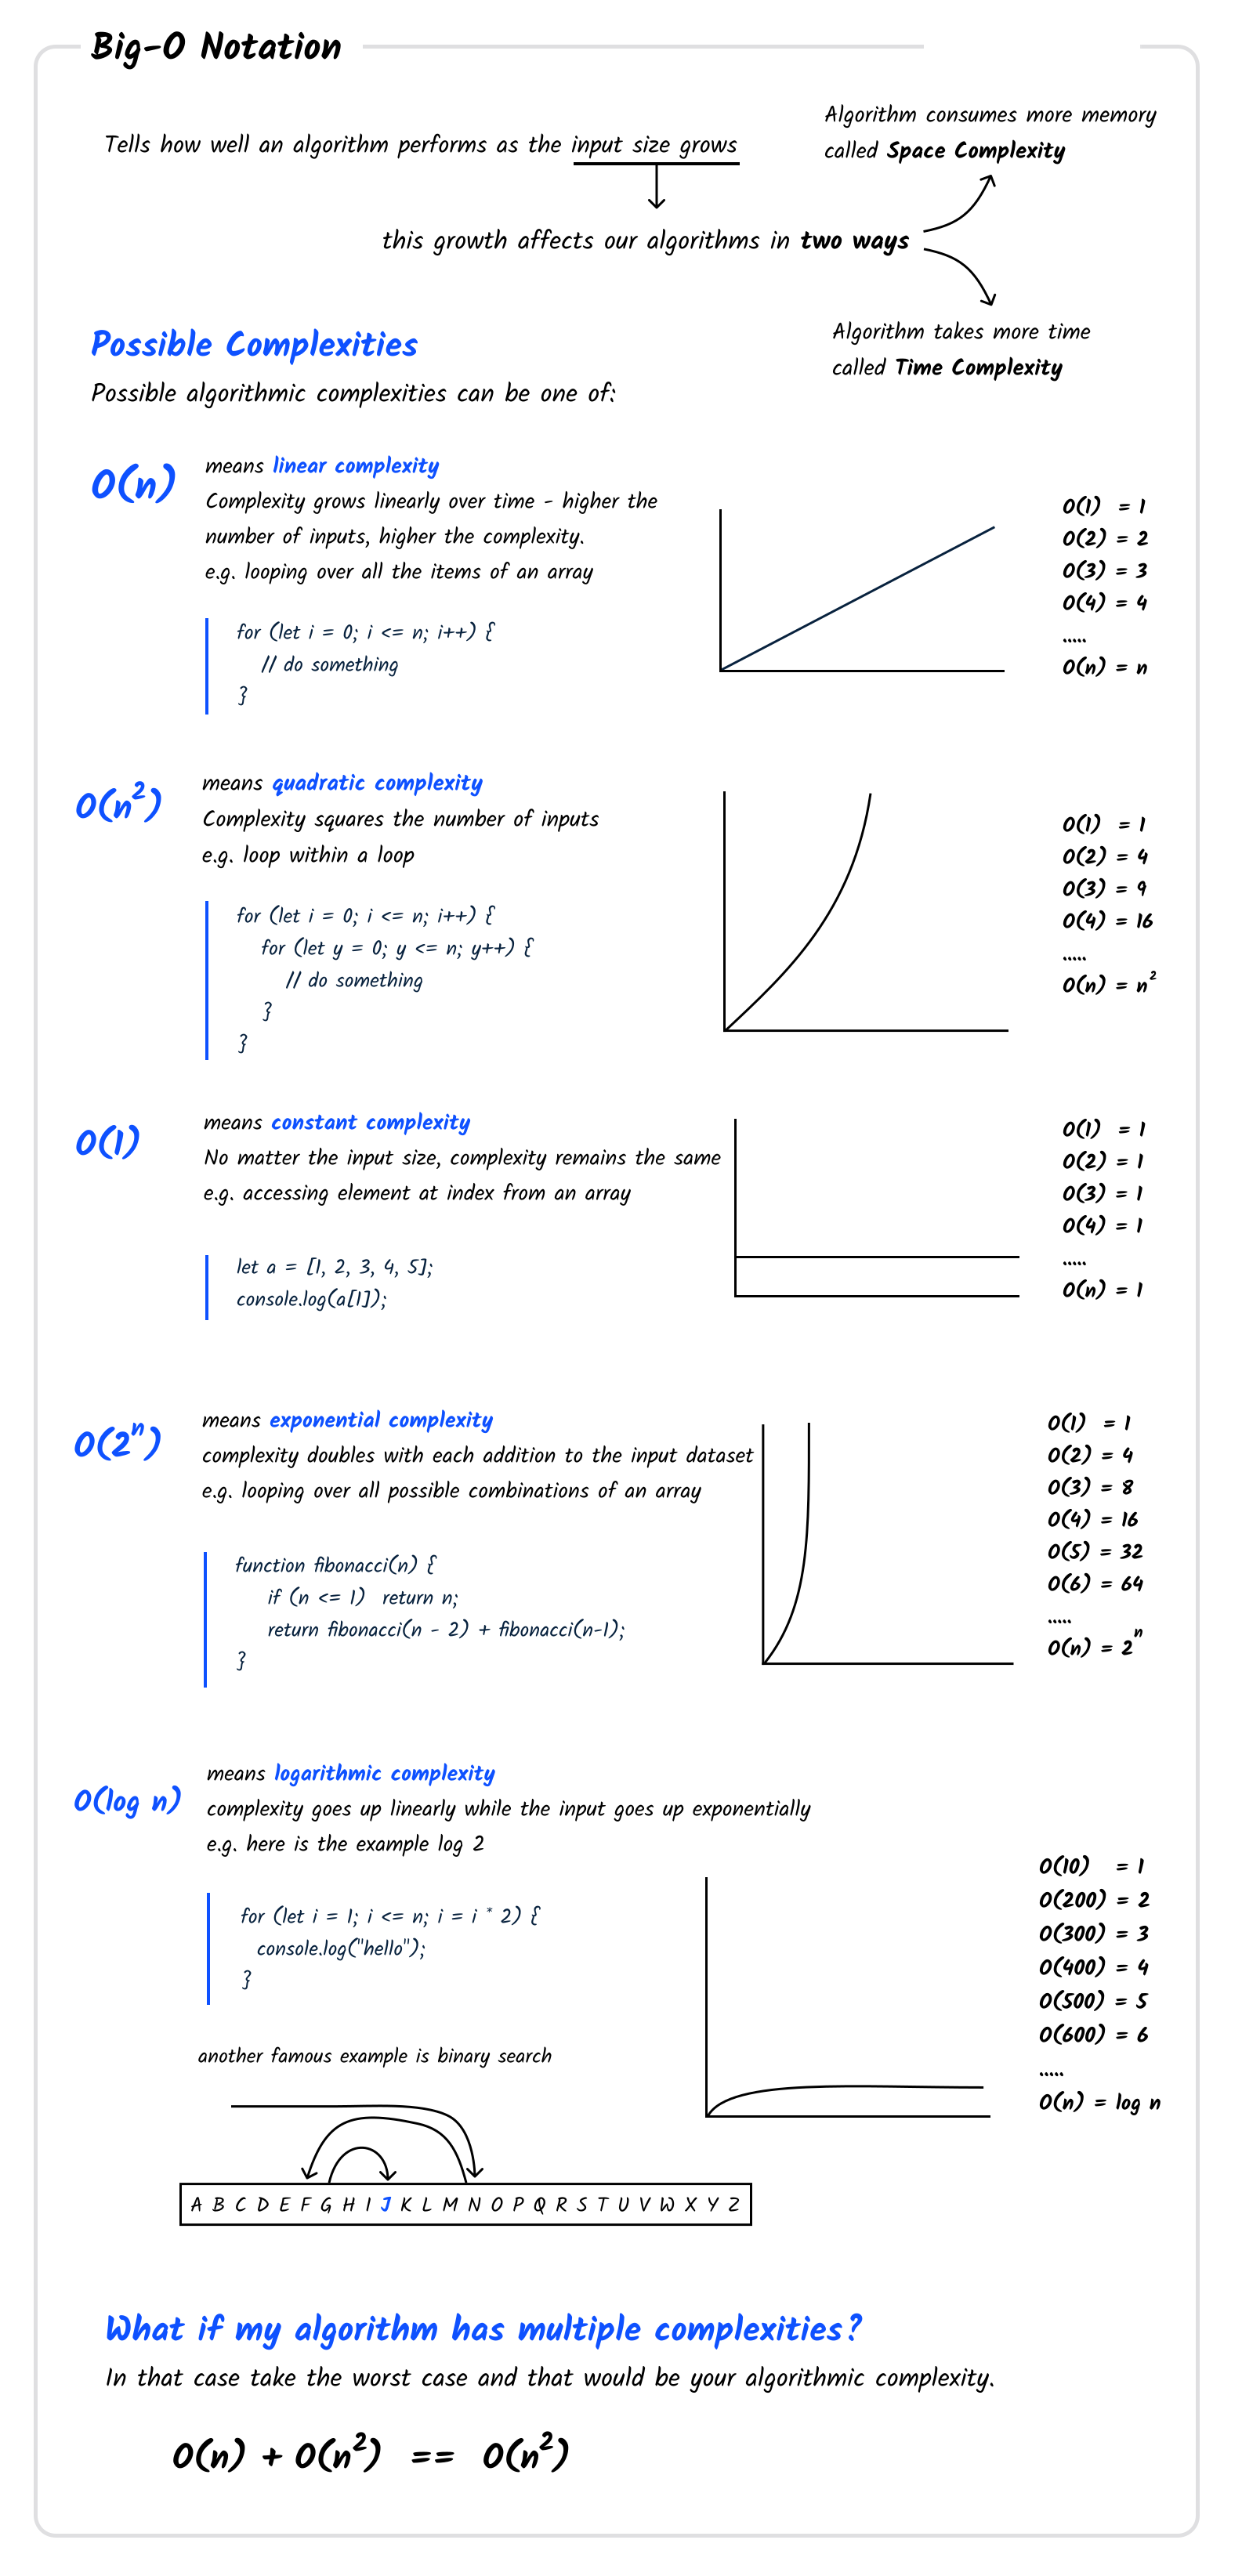 Big-O Notation
Tells how well an algorithm performs as the input size grows
Algorithm consumes more memory
called Space Complexity
this growth affects our algorithms in two ways
Algorithm takes more time
called Time Complexity
Possible Complexities
Possible algorithmic complexities can be one of:
O(n)
means linear complexity
Complexity grows linearly over time - higher the
number of inputs, higher the complexity.
e.g. looping over all the items of an array
for (let i = 0; i <= n; i++) {
// do something
}
O(1) = 1
O(2) = 2
O(3) = 3
O(4) = 4
.....
O(n) = n
O(n²)
means quadratic complexity
Complexity squares the number of inputs
e.g. loop within a loop
for (let i = 0; i <= n; i++) {
for (let y = 0; y <= n; y++) {
// do something
}
}
O(1) = 1
O(2) = 4
O(3) = 9
O(4) = 16
.....
O(n) = n²
O(1)
means constant complexity
No matter the input size, complexity remains the same
e.g. accessing element at index from an array
let a = [1, 2, 3, 4, 5];
console.log(a[1]);
O(1) = 1
O(2) = 1
O(3) = 1
O(4) = 1
.....
O(n) = 1
O(2ⁿ)
means exponential complexity
complexity doubles with each addition to the input dataset
e.g. looping over all possible combinations of an array
function fibonacci(n) {
if (n <= 1) return n;
return fibonacci(n - 2) + fibonacci(n-1);
}
O(1) = 1
O(2) = 4
O(3) = 8
O(4) = 16
O(5) = 32
O(6) = 64
.....
O(n) = 2ⁿ
O(log n)
means logarithmic complexity
complexity goes up linearly while the input goes up exponentially
e.g. here is the example log 2
for (let i = 1; i <= n; i = i * 2) {
console.log("hello");
}
O(10) = 1
O(200) = 2
O(300) = 3
O(400) = 4
O(500) = 5
O(600) = 6
.....
O(n) = log n
another famous example is binary search
A B C D E F G H I J K L M N O P Q R S T U V W X Y Z
What if my algorithm has multiple complexities?
In that case take the worst case and that would be your algorithmic complexity.
O(n) + O(n²) == O(n²)